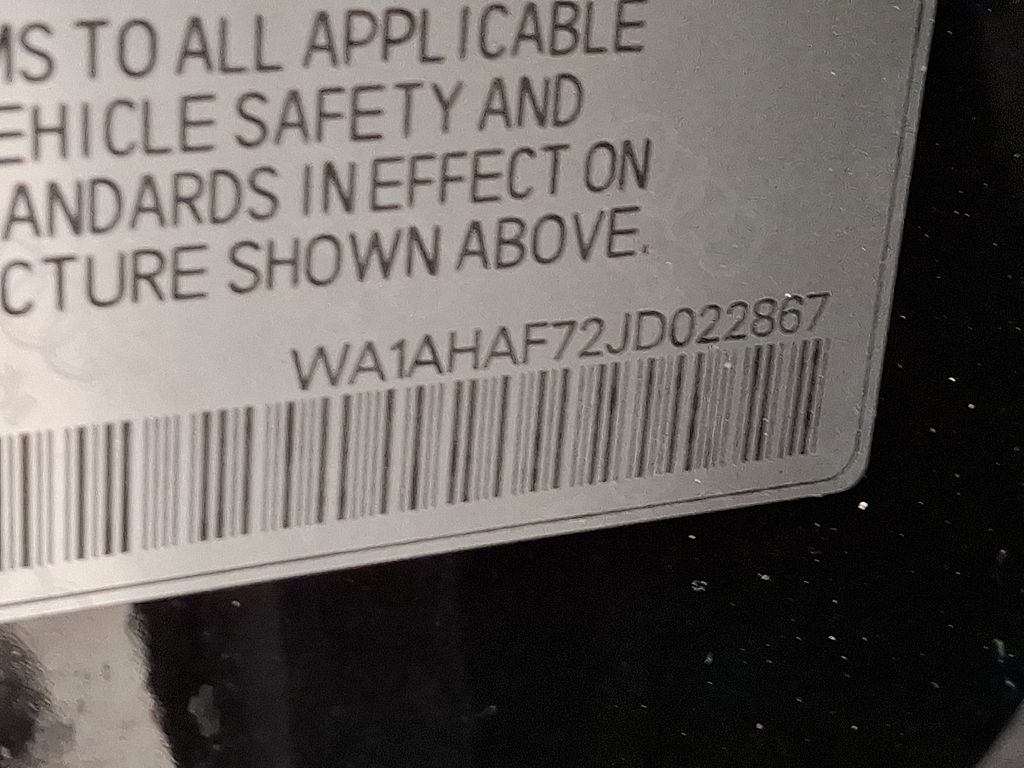 MS TO ALL APPLICABLE
EHICLE SAFETY AND
ANDARDS IN EFFECT ON
CTURE SHOWN ABOVE.
WA1AHAF72JD022867